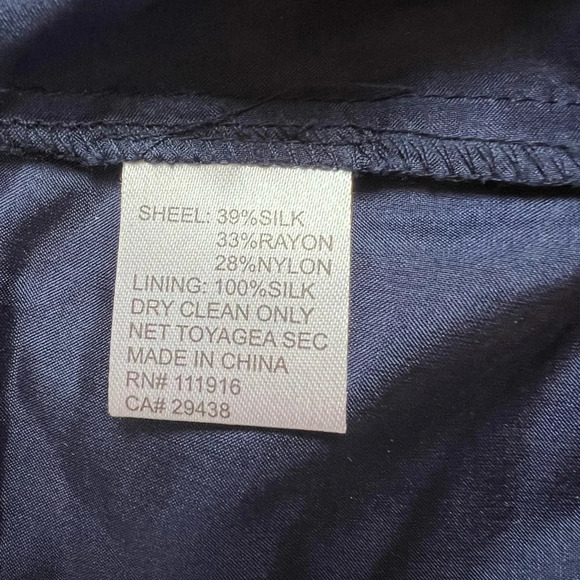 SHEEL: 39%SILK
33%RAYON
28%NYLON
LINING: 100%SILK
DRY CLEAN ONLY
NET TOYAGEA SEC
MADE IN CHINA
RN# 111916
CA# 29438